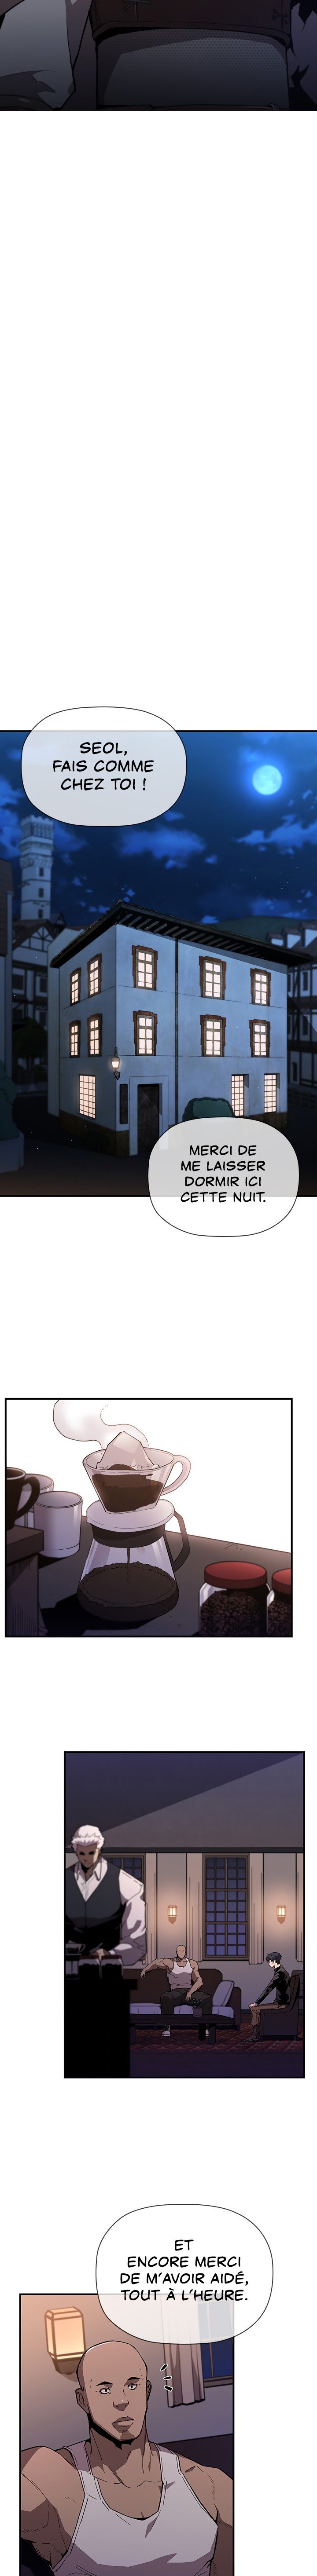 SEOL,
FAIS COMME
CHEZ TOI !
MERCI DE
ME LAISSER
DORMIR ICI
CETTE NUIT.
ET
ENCORE MERCI
DE M'AVOIR AIDÉ,
TOUT À L'HEURE.